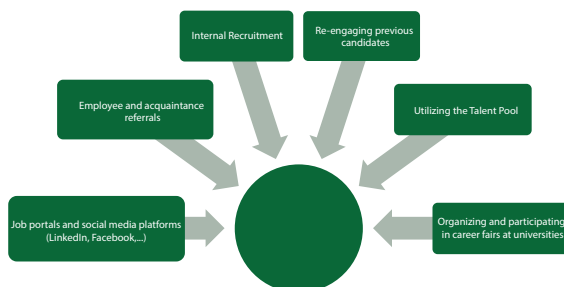 Internal Recruitment
Re-engaging previous
candidates
Employee and acquaintance
referrals
Utilizing the Talent Pool
Job portals and social media platforms
(LinkedIn, Facebook,...)
Organizing and participating
in career fairs at universities